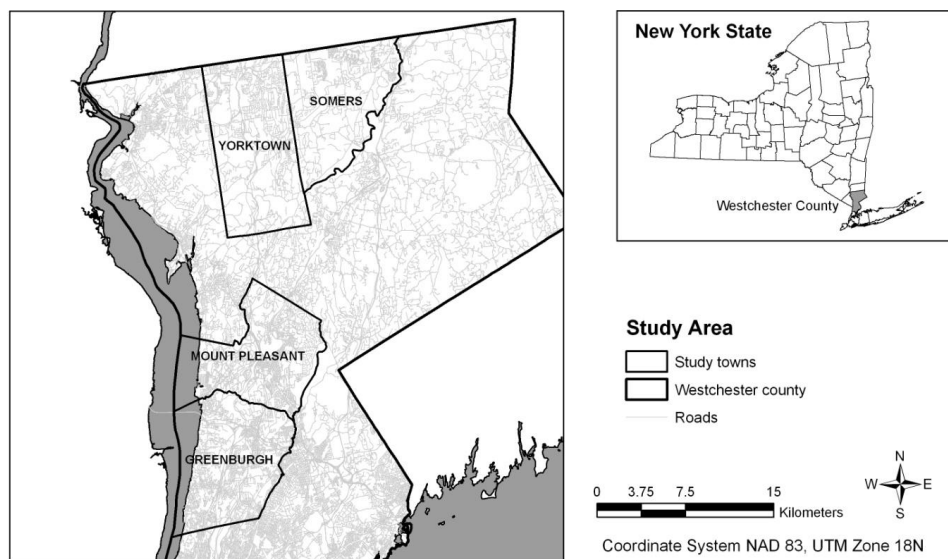 SOMERS
YORKTOWN
MOUNT PLEASANT
GREENBURGH
New York State
Westchester County
Study Area
Study towns
Westchester county
Roads
N
W E
S
0 3.75 7.5 15
Kilometers
Coordinate System NAD 83, UTM Zone 18N